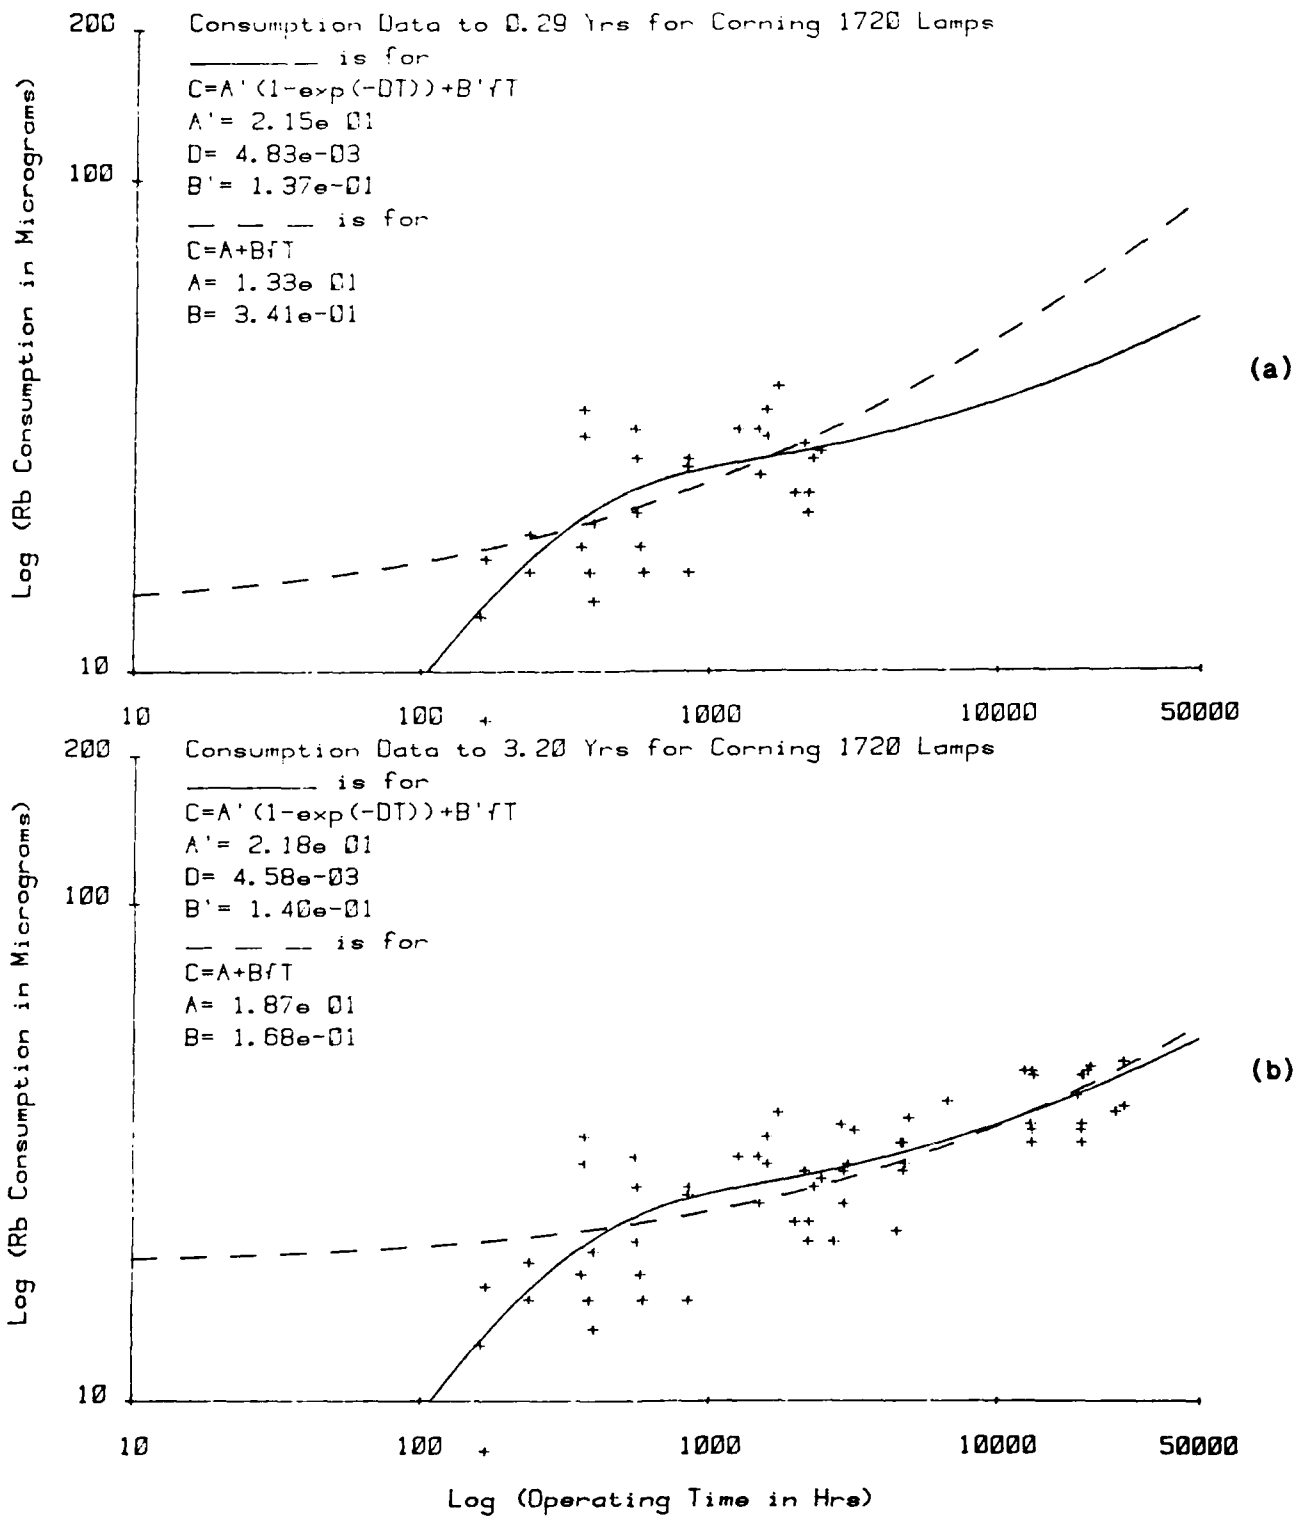 200
Consumption Data to 0.29 Yrs for Corning 1720 Lamps
is for
C=A'(1-exp(-DT))+B'√T
A'= 2.15e 01
D= 4.83e-03
B'= 1.37e-01
is for
C=A+B√T
A= 1.33e 01
B= 3.41e-01
100
10
10 100 1000 10000 50000
Log (Rb Consumption in Micrograms)
(a)
200
Consumption Data to 3.20 Yrs for Corning 1720 Lamps
is for
C=A'(1-exp(-DT))+B'√T
A'= 2.18e 01
D= 4.58e-03
B'= 1.40e-01
is for
C=A+B√T
A= 1.87e 01
B= 1.68e-01
100
10
10 100 1000 10000 50000
Log (Rb Consumption in Micrograms)
(b)
Log (Operating Time in Hrs)